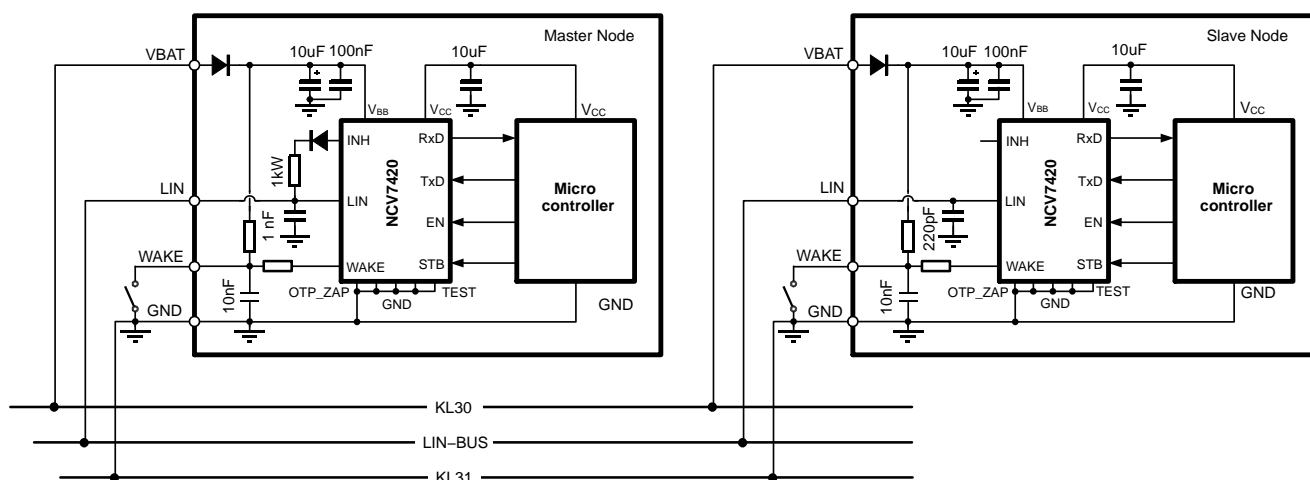 Master Node
VBAT
10uF 100nF
10uF
VBB
VCC
VCC
INH
RxD
1kW
NCV7420
TxD
Micro
controller
LIN
LIN
1 nF
EN
WAKE
WAKE
STB
10nF
OTP_ZAP
GND
TEST
GND
GND
Slave Node
VBAT
10uF 100nF
10uF
VBB
VCC
VCC
INH
RxD
NCV7420
TxD
Micro
controller
LIN
LIN
220pF
EN
WAKE
WAKE
STB
10nF
OTP_ZAP
GND
TEST
GND
GND
KL30
LIN−BUS
KL31